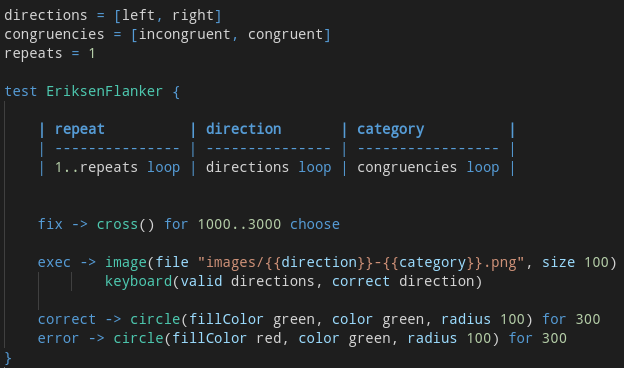 directions = [left, right]
congruencies = [incongruent, congruent]
repeats = 1
test EriksenFlanker {
| repeat | direction | category |
| --------------- | --------------- | ----------------- |
| 1..repeats loop | directions loop | congruencies loop |
fix -> cross() for 1000..3000 choose
exec -> image(file "images/{{direction}}-{{category}}.png", size 100)
keyboard(valid directions, correct direction)
correct -> circle(fillColor green, color green, radius 100) for 300
error -> circle(fillColor red, color green, radius 100) for 300
}